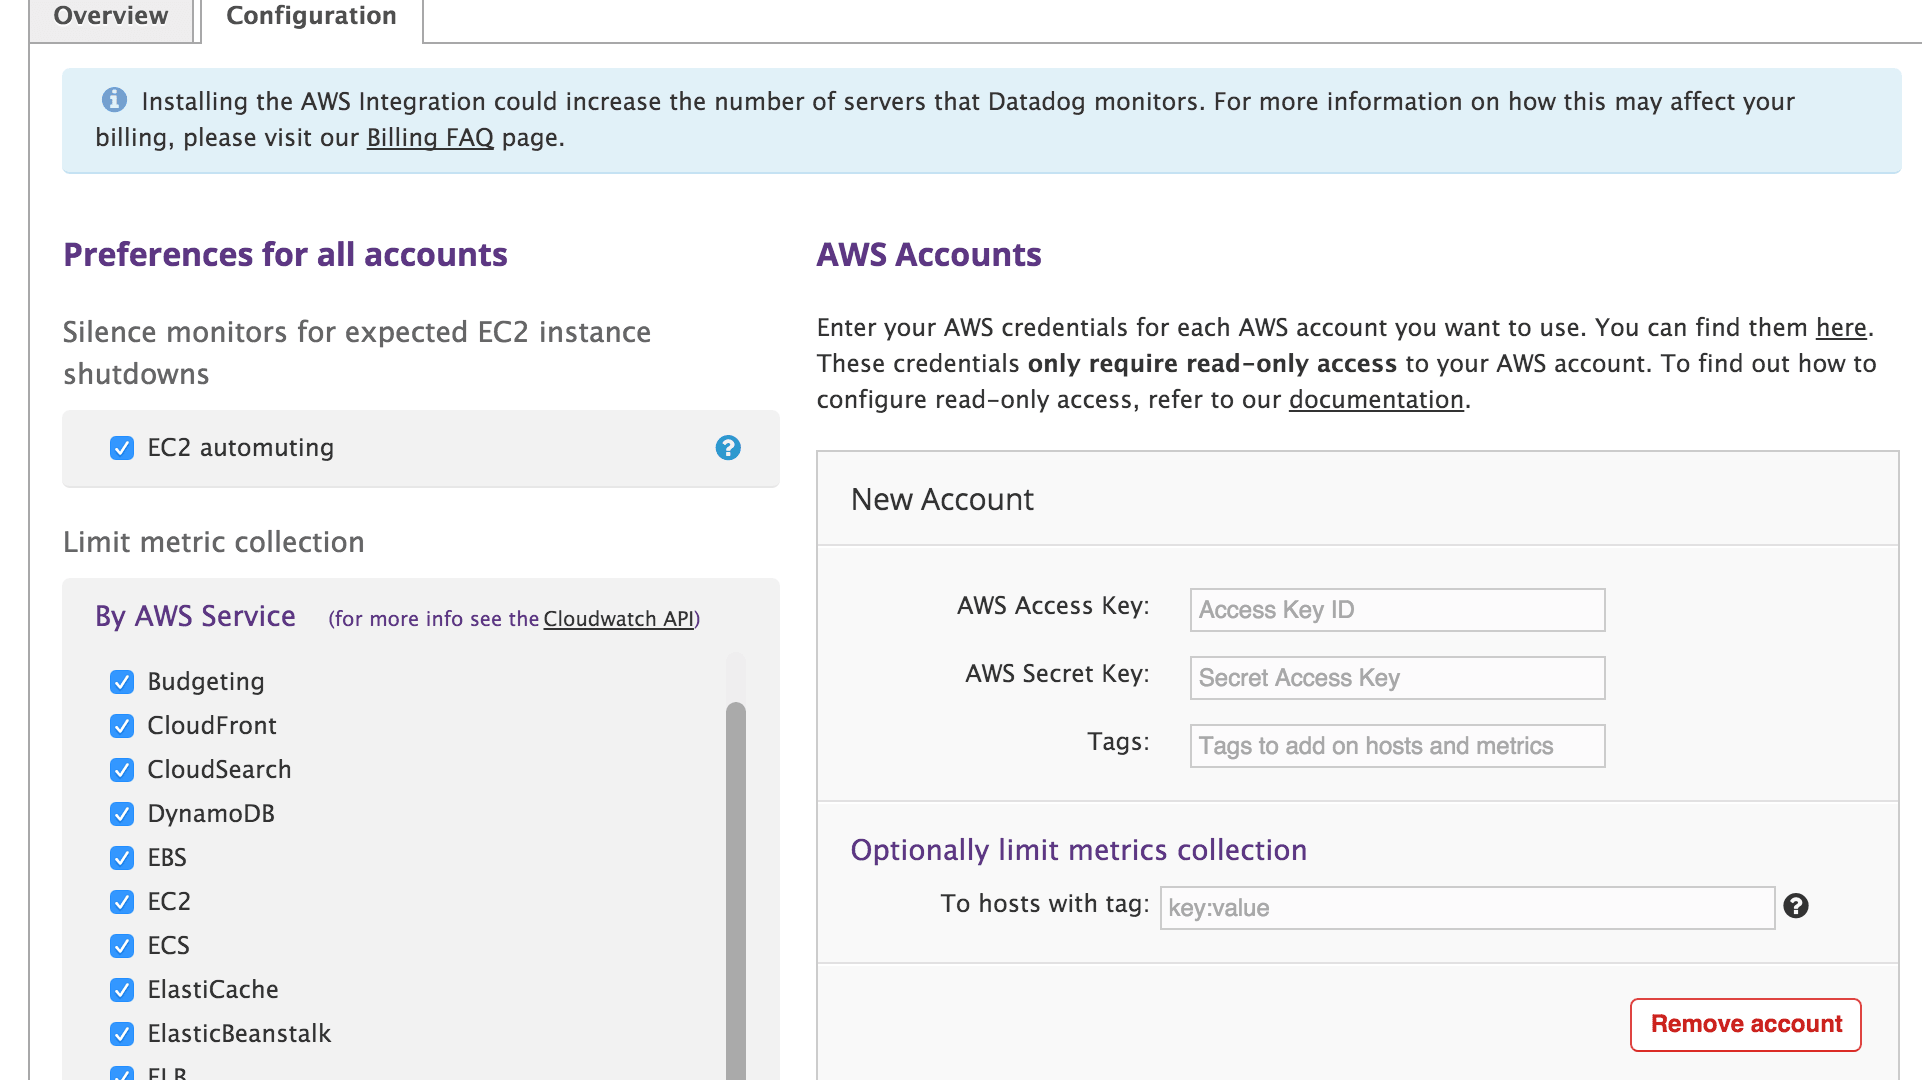 Overview
Configuration
Installing the AWS Integration could increase the number of servers that Datadog monitors. For more information on how this may affect your
billing, please visit our Billing FAQ page.
Preferences for all accounts
Silence monitors for expected EC2 instance
shutdowns
EC2 automuting
Limit metric collection
By AWS Service (for more info see the Cloudwatch API)
Budgeting
CloudFront
CloudSearch
DynamoDB
EBS
EC2
ECS
ElastiCache
ElasticBeanstalk
ELB
AWS Accounts
Enter your AWS credentials for each AWS account you want to use. You can find them here.
These credentials only require read-only access to your AWS account. To find out how to
configure read-only access, refer to our documentation.
New Account
AWS Access Key: Access Key ID
AWS Secret Key: Secret Access Key
Tags: Tags to add on hosts and metrics
Optionally limit metrics collection
To hosts with tag: key:value
Remove account